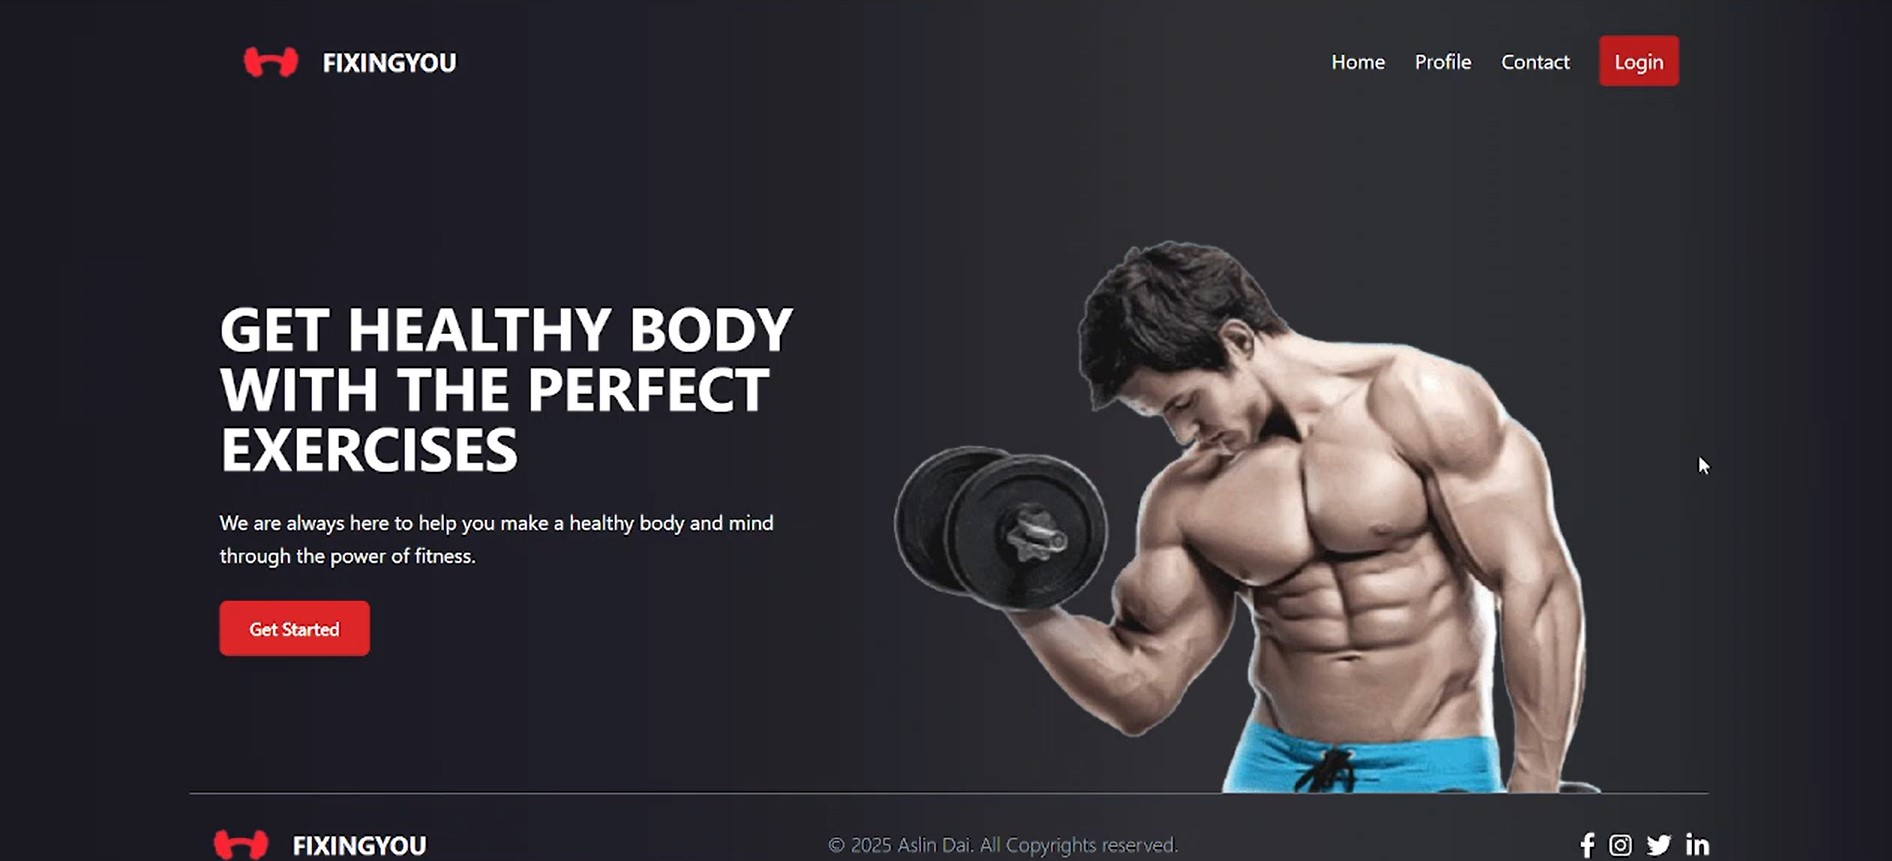 FIXINGYOU
Home
Profile
Contact
Login
GET HEALTHY BODY
WITH THE PERFECT
EXERCISES
We are always here to help you make a healthy body and mind
through the power of fitness.
Get Started
FIXINGYOU
© 2025 Aslin Dai. All Copyrights reserved.